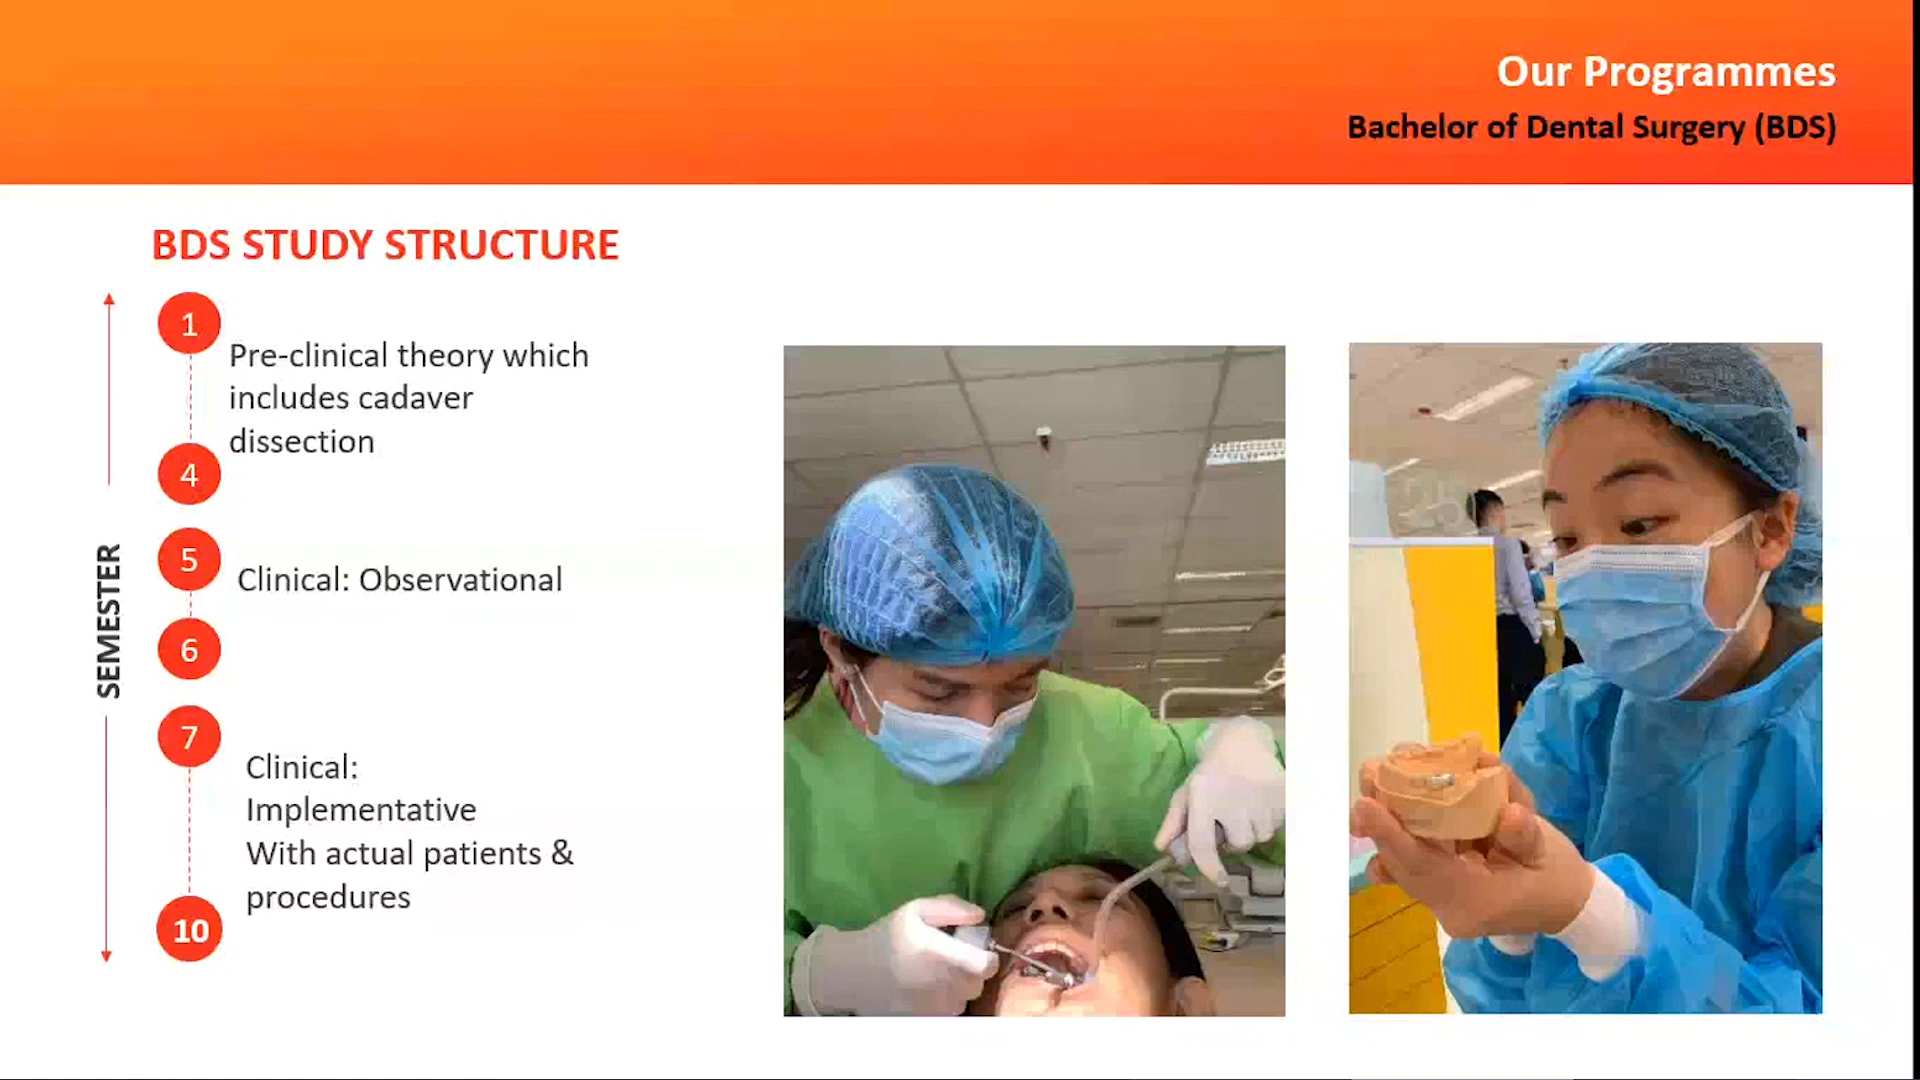 Our Programmes
Bachelor of Dental Surgery (BDS)
BDS STUDY STRUCTURE
SEMESTER
1
Pre-clinical theory which
includes cadaver
dissection
4
5
Clinical: Observational
6
7
Clinical:
Implementative
With actual patients &
procedures
10